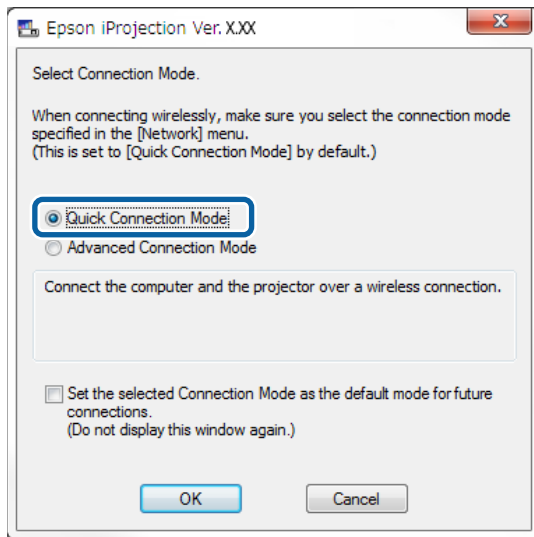 Epson iProjection Ver. X.XX
Select Connection Mode.
When connecting wirelessly, make sure you select the connection mode
specified in the [Network] menu.
(This is set to [Quick Connection Mode] by default.)
Quick Connection Mode
Advanced Connection Mode
Connect the computer and the projector over a wireless connection.
Set the selected Connection Mode as the default mode for future
connections.
(Do not display this window again.)
OK Cancel